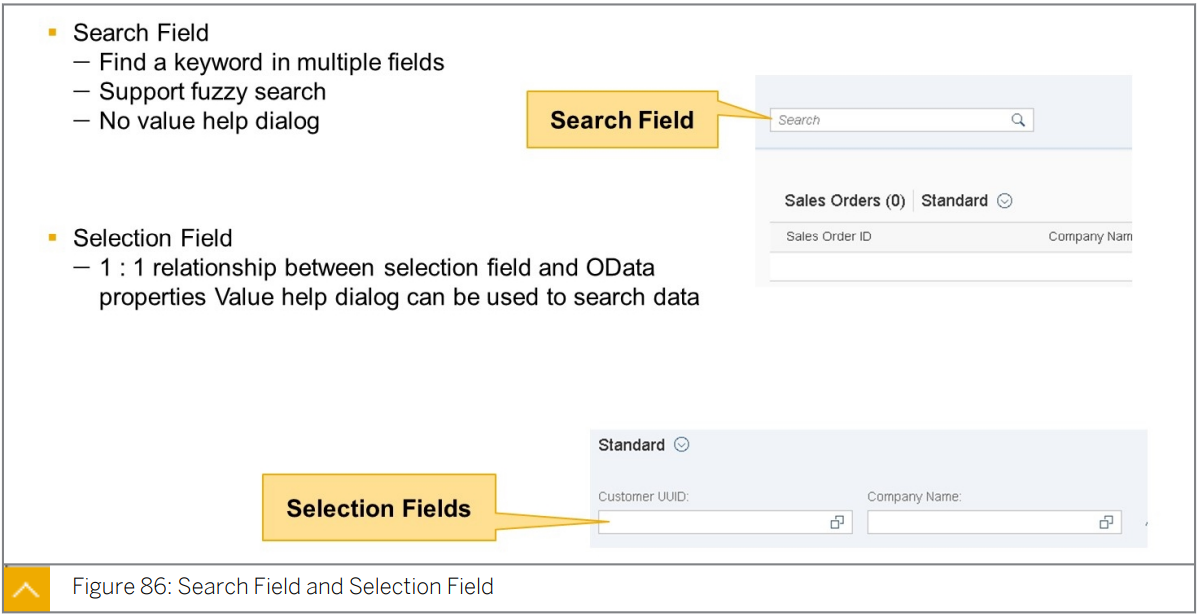 ▪ Search Field
– Find a keyword in multiple fields
– Support fuzzy search
– No value help dialog
Search Field
Search
Sales Orders (0) Standard
Sales Order ID Company Nam
▪ Selection Field
– 1 : 1 relationship between selection field and OData
properties Value help dialog can be used to search data
Standard
Selection Fields
Customer UUID: Company Name:
Figure 86: Search Field and Selection Field